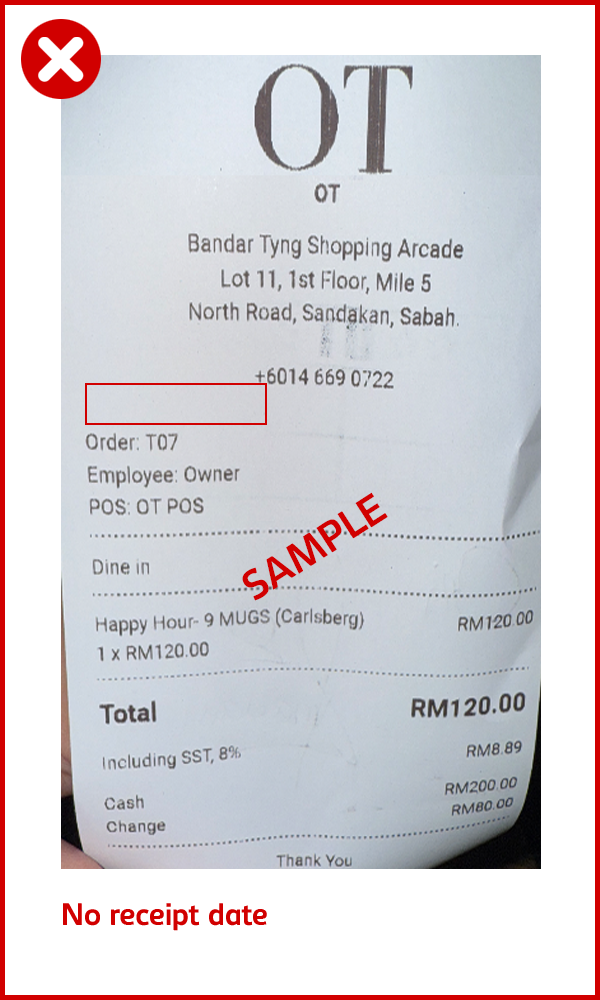 OT
OT
Bandar Tyng Shopping Arcade
Lot 11, 1st Floor, Mile 5
North Road, Sandakan, Sabah.
+6014 669 0722
Order: T07
Employee: Owner
POS: OT POS
SAMPLE
Dine in
Happy Hour- 9 MUGS (Carlsberg) RM120.00
1 x RM120.00
Total RM120.00
Including SST, 8% RM8.89
Cash RM200.00
Change RM80.00
Thank You
No receipt date